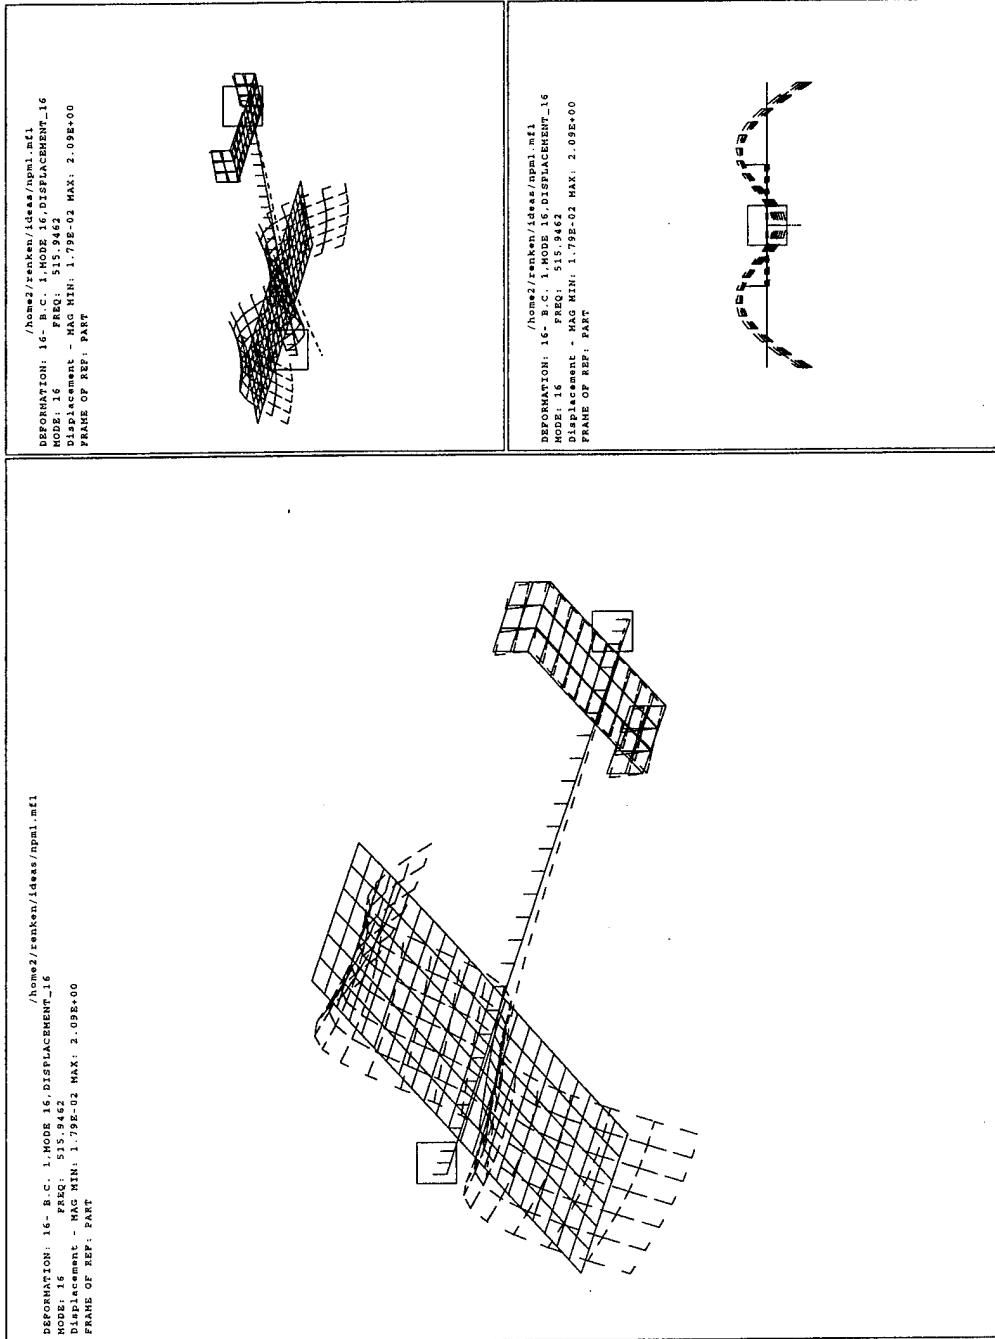 /home2/renken/ideas/npml.mf1
DEFORMATION: 16- B.C. 1,MODE 16,DISPLACEMENT_16
MODE: 16 FREQ: 515.9462
Displacement - MAG MIN: 1.79E-02 MAX: 2.09E+00
FRAME OF REF: PART
/home2/renken/ideas/npml.mf1
DEFORMATION: 16- B.C. 1,MODE 16,DISPLACEMENT_16
MODE: 16 FREQ: 515.9462
Displacement - MAG MIN: 1.79E-02 MAX: 2.09E+00
FRAME OF REF: PART
/home2/renken/ideas/npml.mf1
DEFORMATION: 16- B.C. 1,MODE 16,DISPLACEMENT_16
MODE: 16 FREQ: 515.9462
Displacement - MAG MIN: 1.79E-02 MAX: 2.09E+00
FRAME OF REF: PART